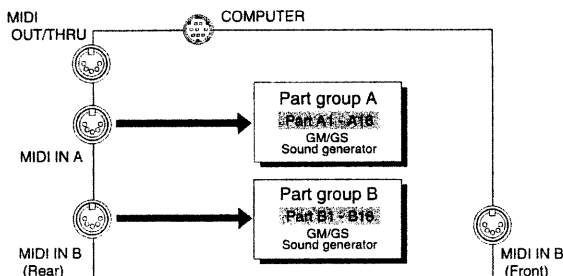 MIDI
OUT/THRU
COMPUTER
Part group A
Part A1 - A16
GM/GS
Sound generator
MIDI IN A
Part group B
Part B1 - B16
GM/GS
Sound generator
MIDI IN B
(Rear)
MIDI IN B
(Front)